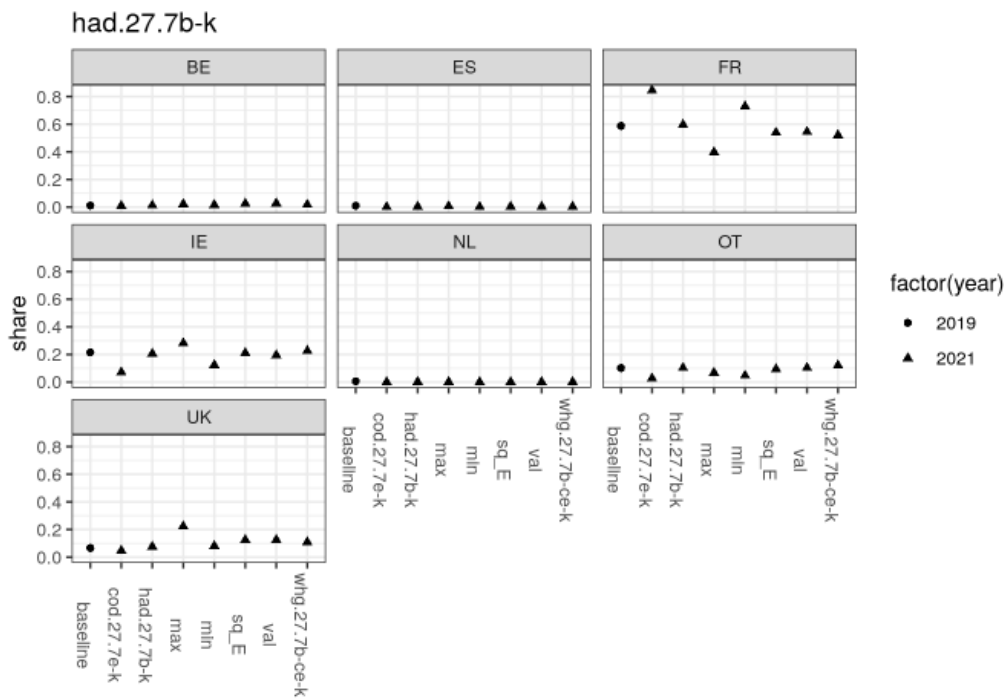 had.27.7b-k
BE
ES
FR
0.8
0.6
0.4
0.2
0.0
IE
NL
OT
0.8
0.6
0.4
0.2
0.0
share
factor(year)
2019
2021
UK
0.8
0.6
0.4
0.2
0.0
baseline
cod.27.7e-k
had.27.7b-k
max
min
sq_E
val
whg.27.7b-ce-k
baseline
cod.27.7e-k
had.27.7b-k
max
min
sq_E
val
whg.27.7b-ce-k
baseline
cod.27.7e-k
had.27.7b-k
max
min
sq_E
val
whg.27.7b-ce-k